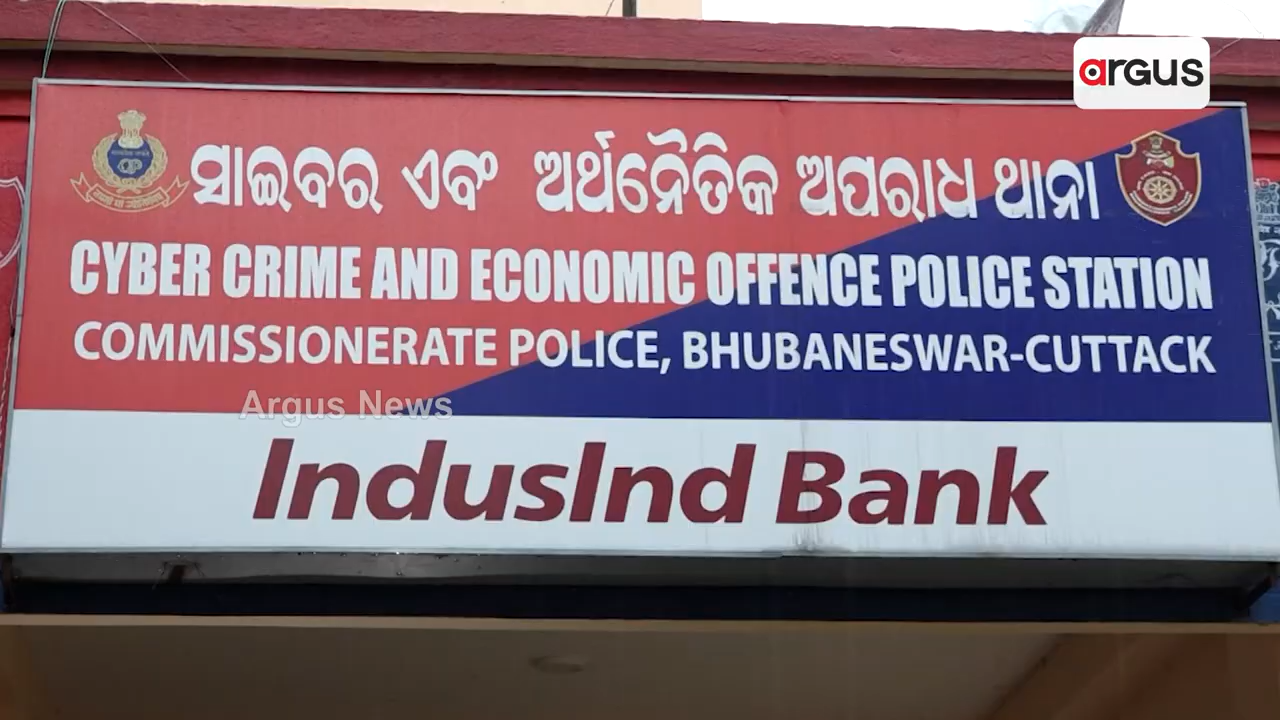 argus
ସାଇବର ଏବଂ ଅର୍ଥନୈତିକ ଅପରାଧ ଥାନା
CYBER CRIME AND ECONOMIC OFFENCE POLICE STATION
COMMISSIONERATE POLICE, BHUBANESWAR-CUTTACK
Argus News
IndusInd Bank